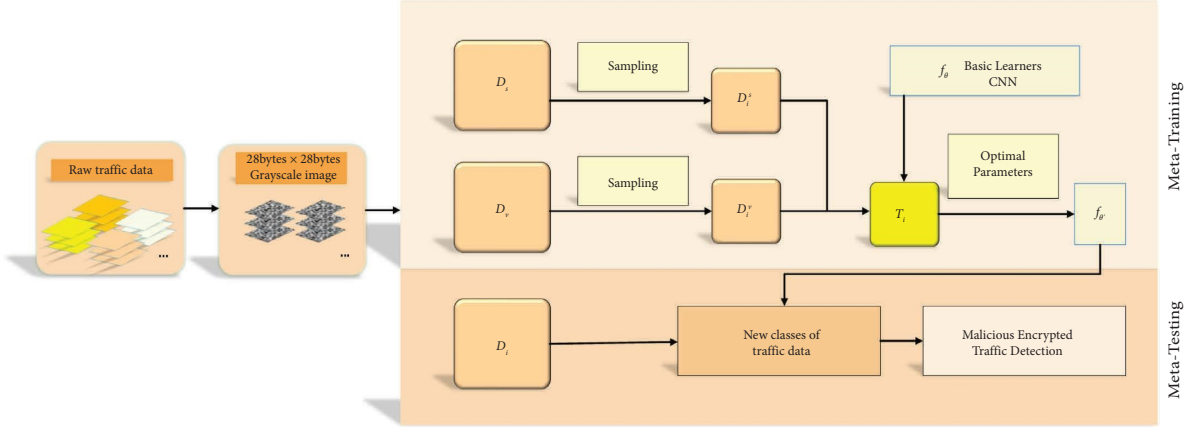 Raw traffic data
...
28bytes × 28bytes
Grayscale image
...
D_s
Sampling
D_i^s
f_θ Basic Learners
CNN
D_v
Sampling
D_i^v
T_i
Optimal
Parameters
f_θ'
Meta-Training
D_i
New classes of
traffic data
Malicious Encrypted
Traffic Detection
Meta-Testing